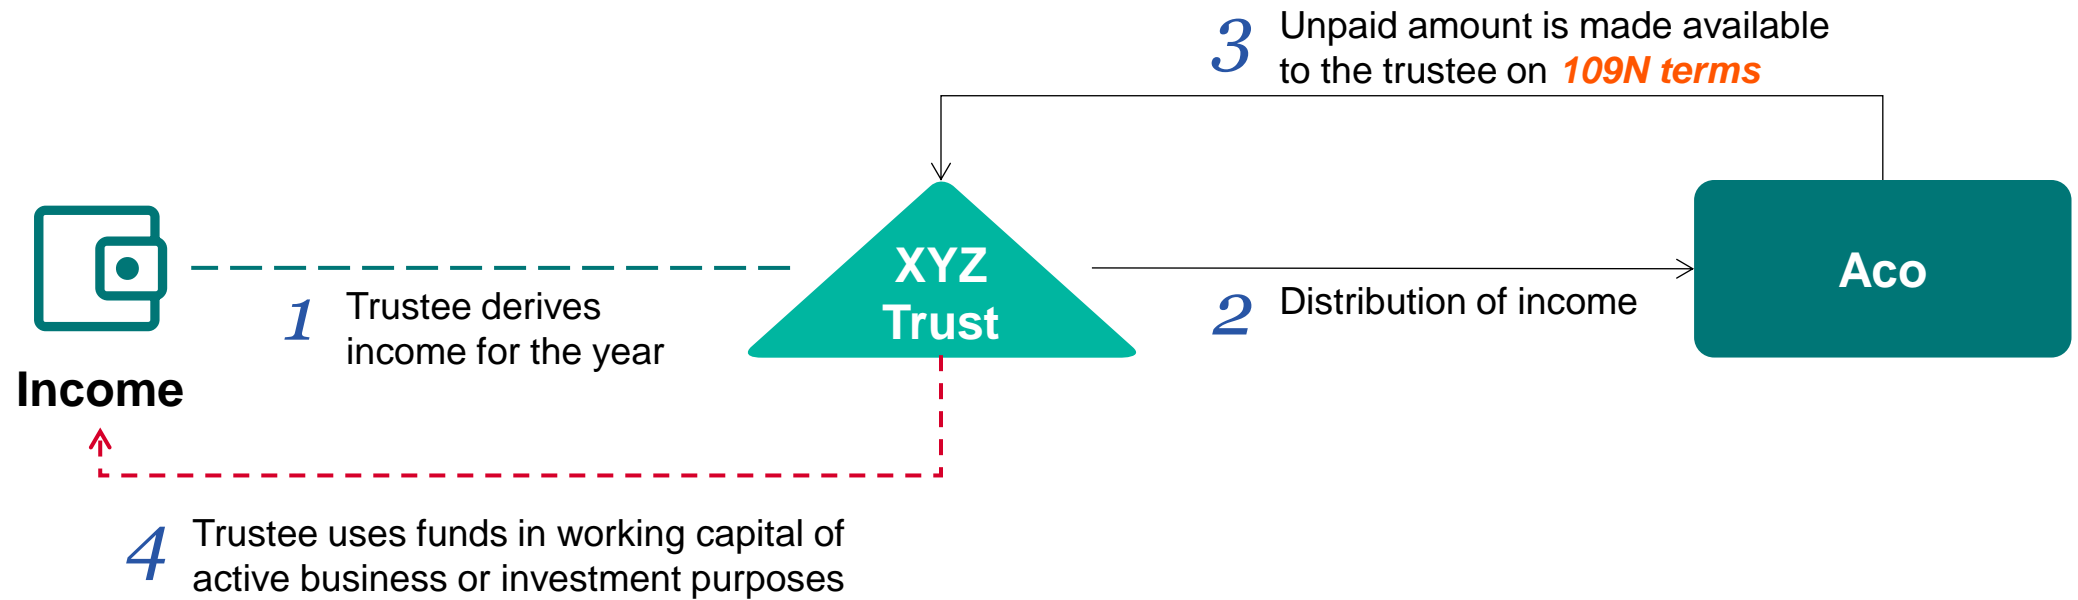 3
Unpaid amount is made available
to the trustee on 109N terms
XYZ
Trust
Aco
1
Trustee derives
income for the year
2
Distribution of income
Income
4
Trustee uses funds in working capital of
active business or investment purposes